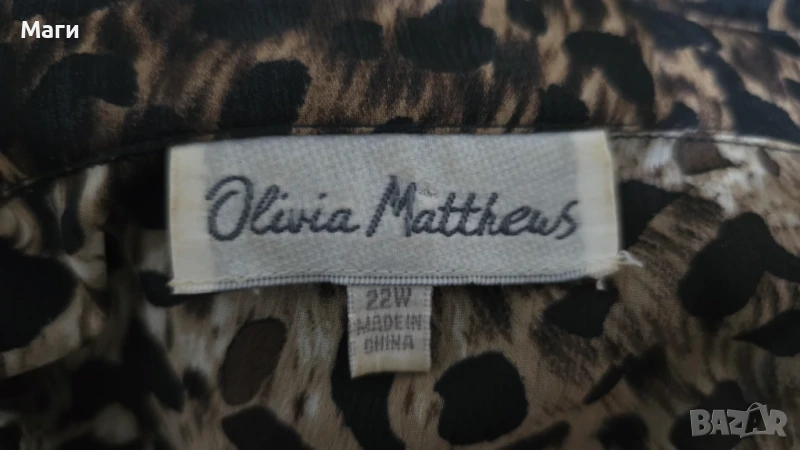 Маги
Olivia Matthews
22W
MADE IN
CHINA
BAZAR